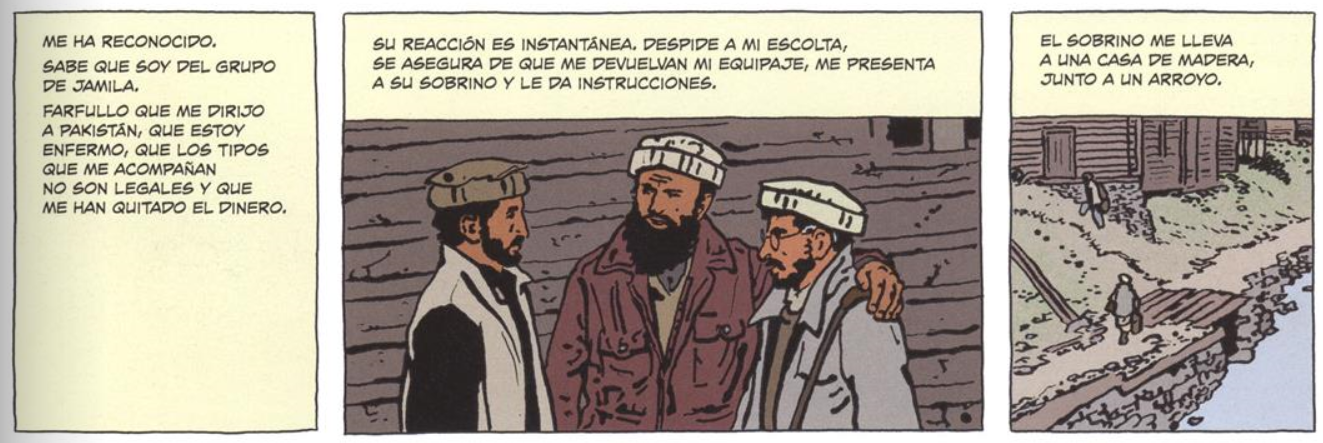 ME HA RECONOCIDO.
SABE QUE SOY DEL GRUPO
DE JAMILA.
FARFULLO QUE ME DIRIJO
A PAKISTÁN, QUE ESTOY
ENFERMO, QUE LOS TIPOS
QUE ME ACOMPAÑAN
NO SON LEGALES Y QUE
ME HAN QUITADO EL DINERO.
SU REACCIÓN ES INSTANTÁNEA. DESPIDE A MI ESCOLTA,
SE ASEGURA DE QUE ME DEVUELVAN MI EQUIPAJE, ME PRESENTA
A SU SOBRINO Y LE DA INSTRUCCIONES.
EL SOBRINO ME LLEVA
A UNA CASA DE MADERA,
JUNTO A UN ARROYO.